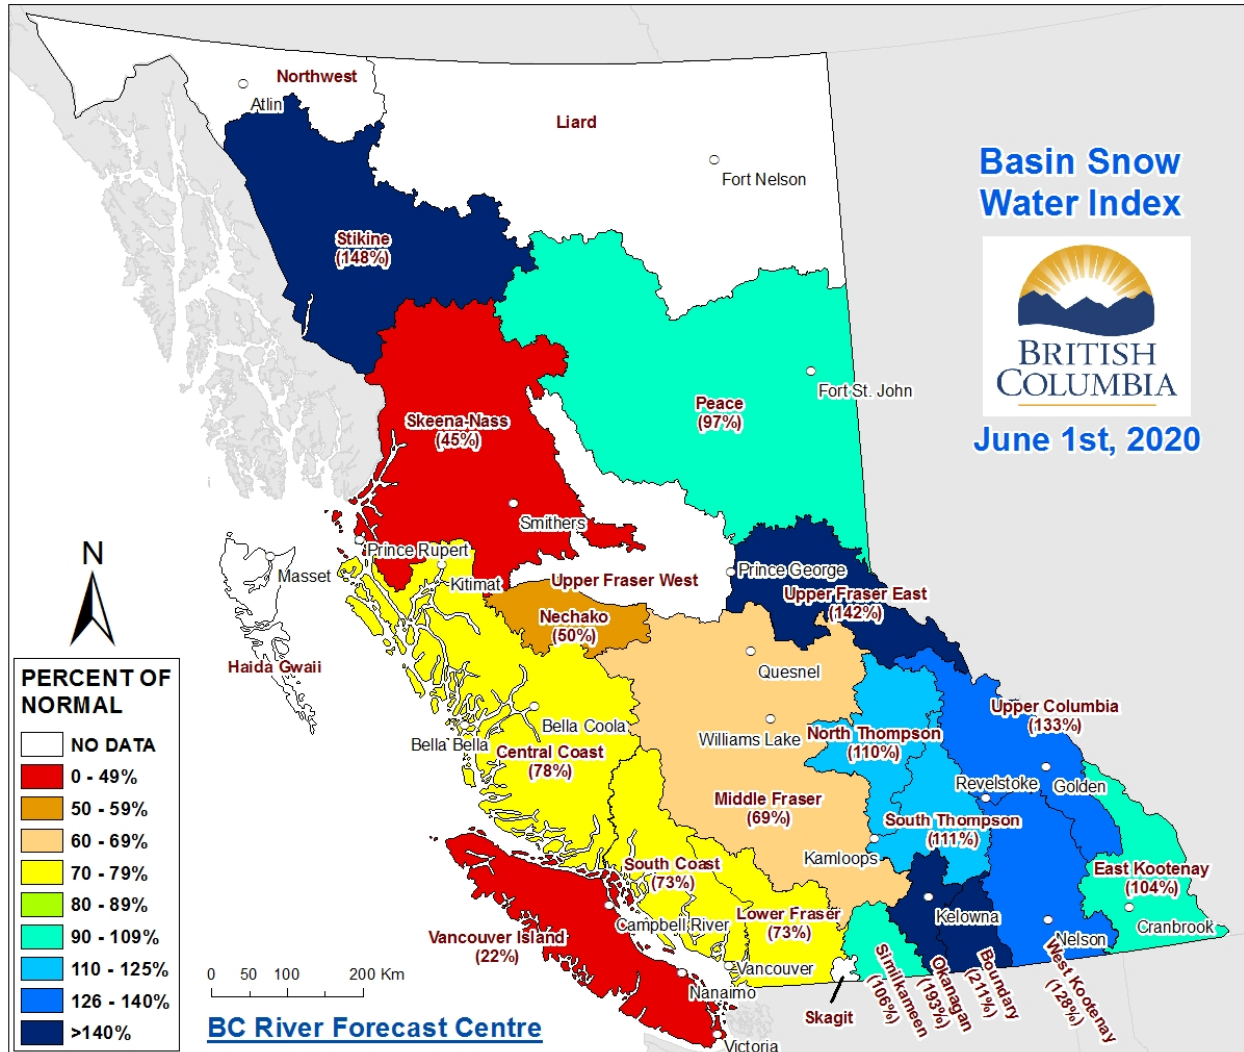 Northwest
Atlin
Liard
Fort Nelson
Basin Snow
Water Index
Stikine
(148%)
BRITISH
COLUMBIA
June 1st, 2020
Peace
(97%)
Fort St. John
Skeena-Nass
(45%)
Smithers
Prince Rupert
Kitimat
Masset
N
Haida Gwaii
Upper Fraser West
Prince George
Upper Fraser East
(142%)
Nechako
(50%)
Quesnel
Bella Coola
Bella Bella
Central Coast
(78%)
Williams Lake
North Thompson
(110%)
Upper Columbia
(133%)
Revelstoke
Golden
Middle Fraser
(69%)
South Thompson
(111%)
Kamloops
South Coast
(73%)
East Kootenay
(104%)
Cranbrook
Campbell River
Lower Fraser
(73%)
Kelowna
Nelson
Vancouver Island
(22%)
Vancouver
Nanaimo
Skagit
Similkameen
(106%)
Okanagan
(193%)
Boundary
(211%)
West Kootenay
(128%)
Victoria
PERCENT OF
NORMAL
NO DATA
0 - 49%
50 - 59%
60 - 69%
70 - 79%
80 - 89%
90 - 109%
110 - 125%
126 - 140%
>140%
0 50 100 200 Km
BC River Forecast Centre